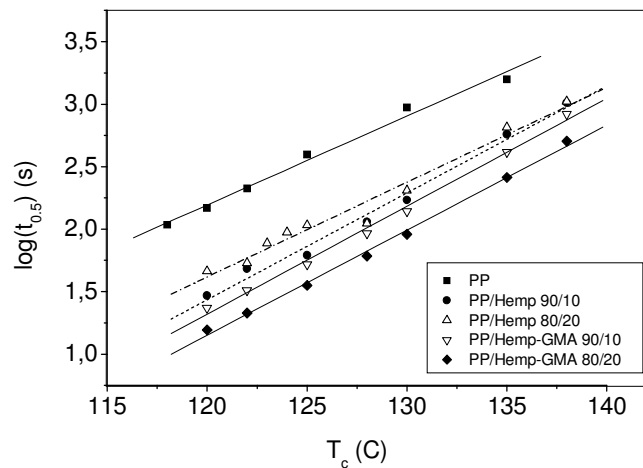 3,5
3,0
2,5
2,0
1,5
1,0
log(t0.5) (s)
PP
PP/Hemp 90/10
PP/Hemp 80/20
PP/Hemp-GMA 90/10
PP/Hemp-GMA 80/20
115 120 125 130 135 140
Tc (C)